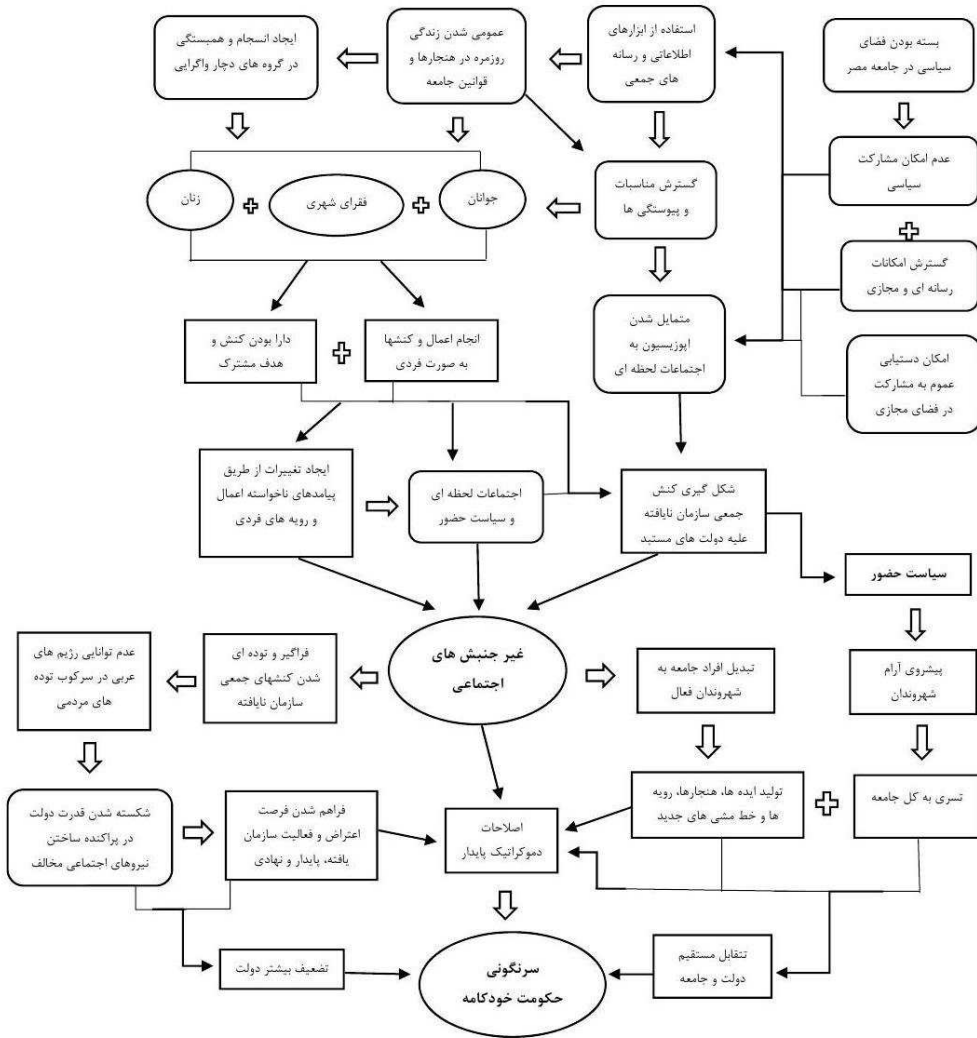 بسته بودن فضای
سیاسی در جامعه مصر
استفاده از ابزارهای
اطلاعاتی و رسانه
های جمعی
عمومی شدن زندگی
روزمره در هنجارها و
قوانین جامعه
ایجاد انسجام و همبستگی
در گروه های دچار واگرایی
عدم امکان مشارکت
سیاسی
گسترش مناسبات
و پیوستگی ها
جوانان
فقرای شهری
زنان
گسترش امکانات
رسانه ای و مجازی
متمایل شدن
اپوزیسیون به
اجتماعات لحظه ای
انجام اعمال و کنشها
به صورت فردی
دارا بودن کنش و
هدف مشترک
امکان دستیابی
عموم به مشارکت
در فضای مجازی
شکل گیری کنش
جمعی سازمان نایافته
علیه دولت های مستبد
اجتماعات لحظه ای
و سیاست حضور
ایجاد تغییرات از طریق
پیامدهای ناخواسته اعمال
و رویه های فردی
سیاست حضور
غیر جنبش های
اجتماعی
پیشروی آرام
شهروندان
تبدیل افراد جامعه به
شهروندان فعال
فراگیر و توده ای
شدن کنشهای جمعی
سازمان نایافته
عدم توانایی رژیم های
عربی در سرکوب توده
های مردمی
تسری به کل جامعه
تولید ایده ها، هنجارها، رویه
ها و خط مشی های جدید
اصلاحات
دموکراتیک پایدار
فراهم شدن فرصت
اعتراض و فعالیت سازمان
یافته، پایدار و نهادی
شکسته شدن قدرت دولت
در پراکنده ساختن
نیروهای اجتماعی مخالف
تتقابل مستقیم
دولت و جامعه
سرنگونی
حکومت خودکامه
تضعیف بیشتر دولت